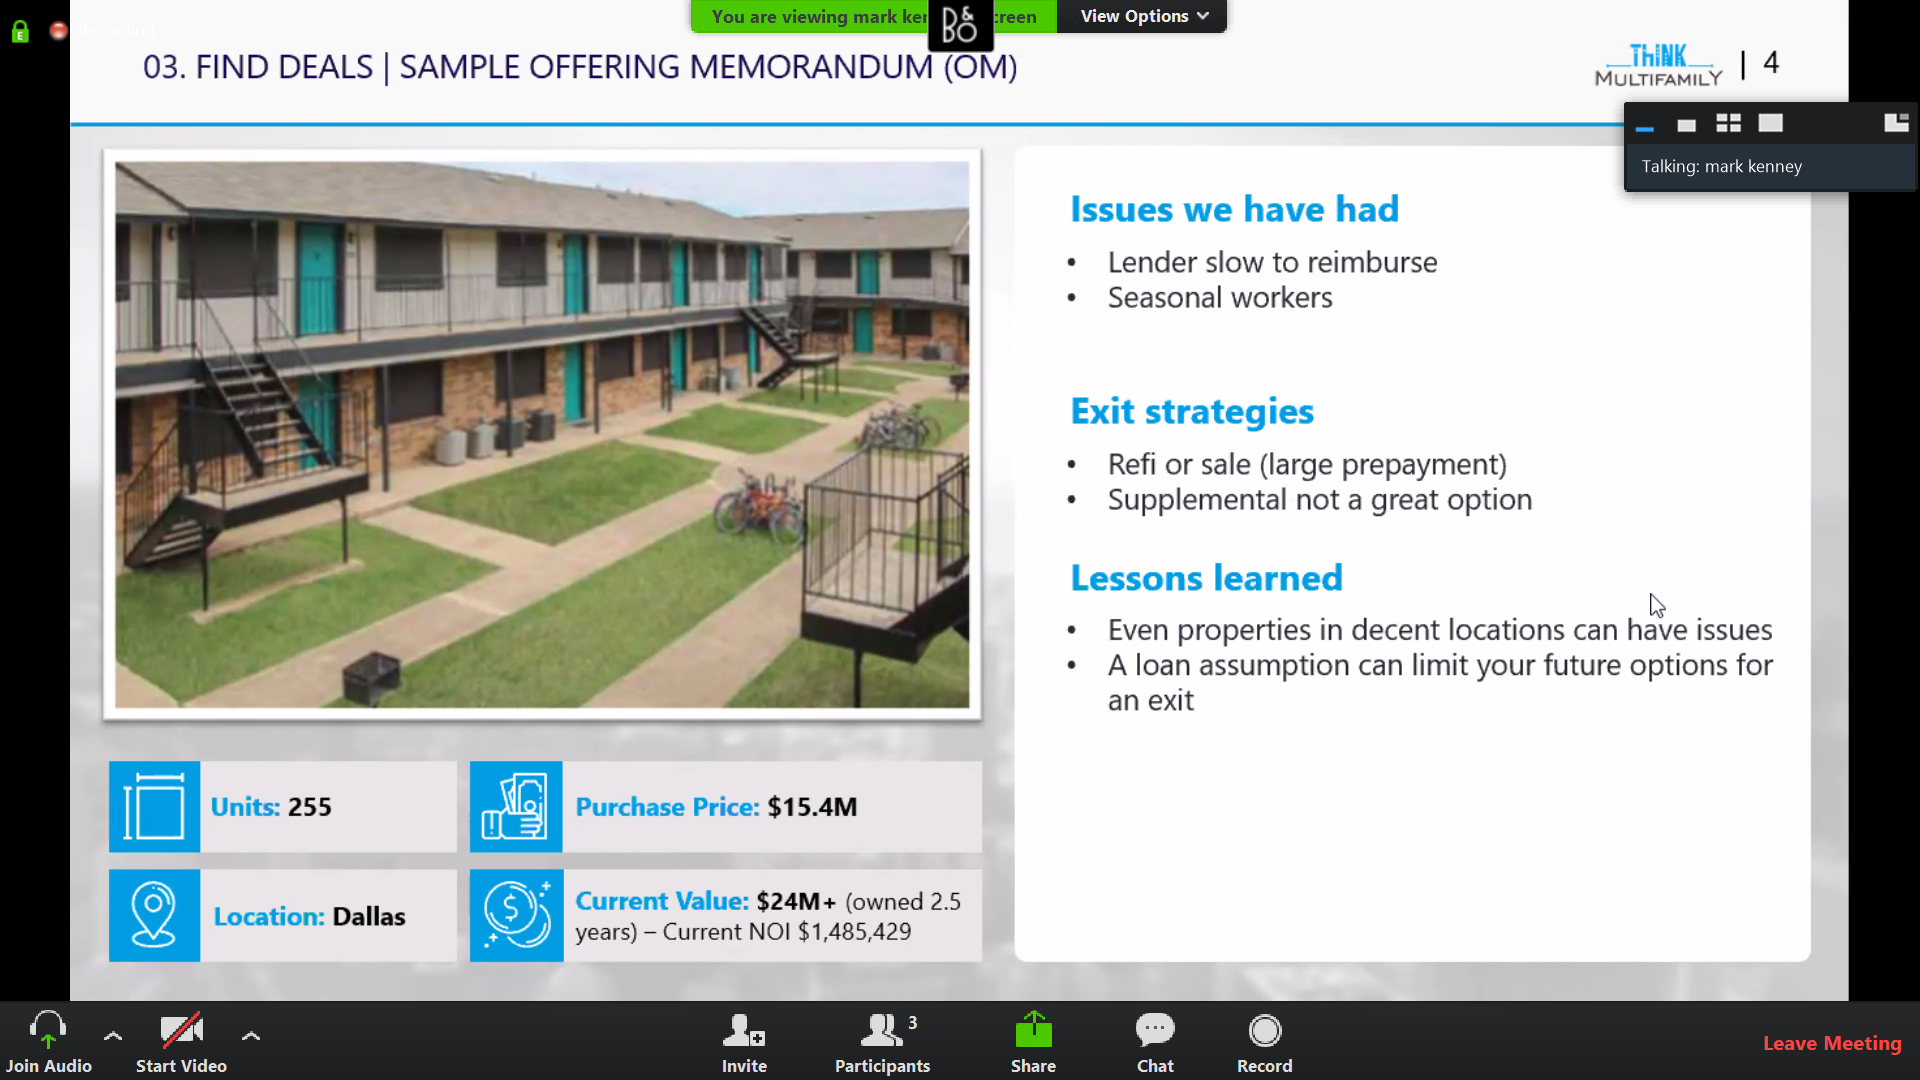 E
Recording
You are viewing mark ken
creen
B&O
View Options
03. FIND DEALS | SAMPLE OFFERING MEMORANDUM (OM)
THINK
MULTIFAMILY
| 4
Talking: mark kenney
Issues we have had
• Lender slow to reimburse
• Seasonal workers
Exit strategies
• Refi or sale (large prepayment)
• Supplemental not a great option
Lessons learned
• Even properties in decent locations can have issues
• A loan assumption can limit your future options for
an exit
Units: 255
Purchase Price: $15.4M
Location: Dallas
Current Value: $24M+ (owned 2.5
years) – Current NOI $1,485,429
Join Audio
Start Video
Invite
3
Participants
Share
Chat
Record
Leave Meeting